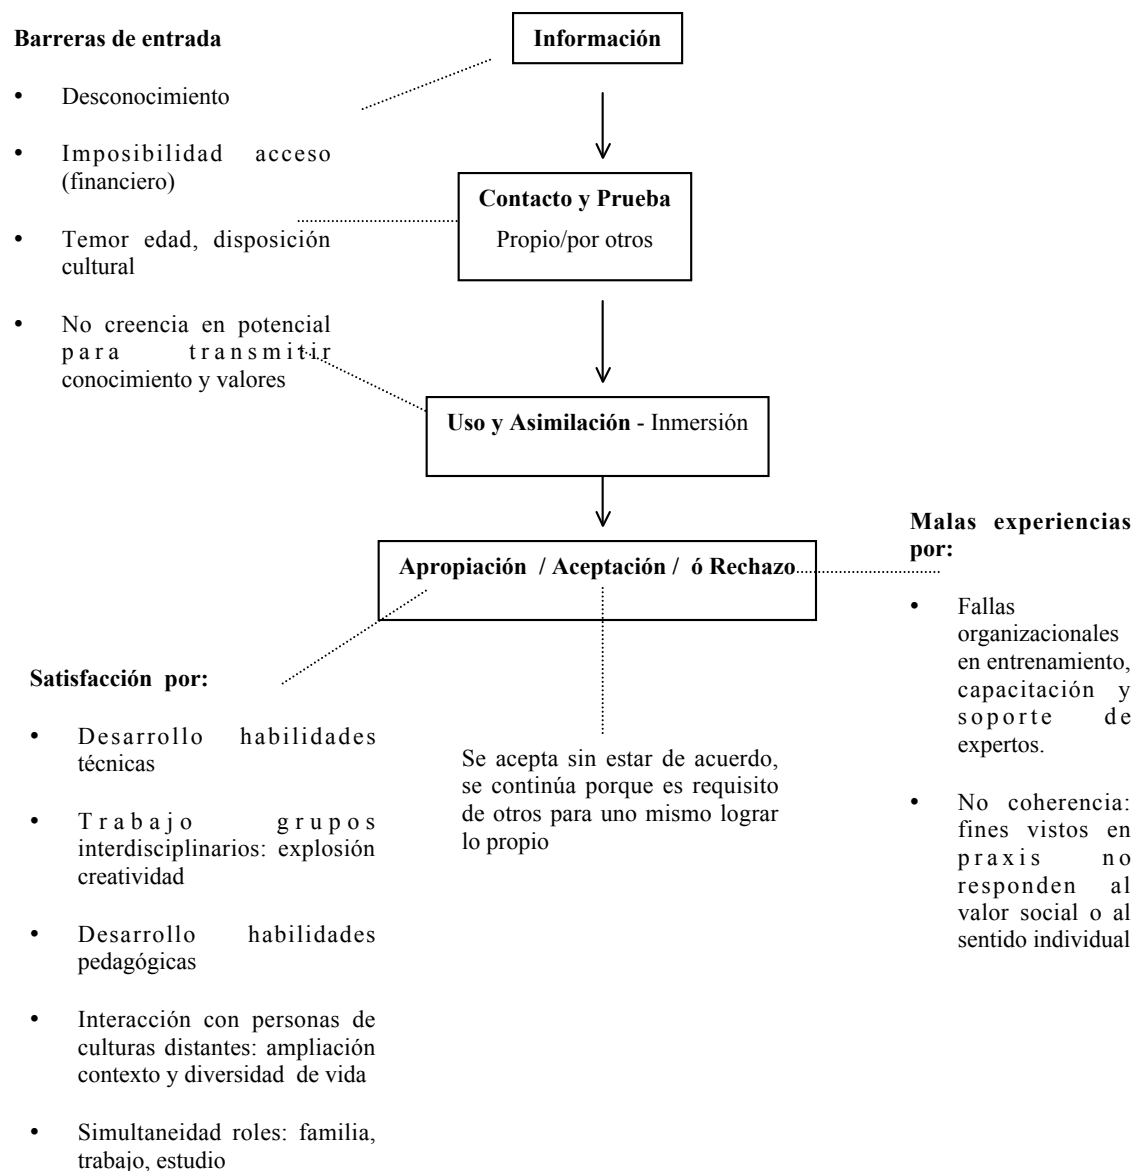 Barreras de entrada
• Desconocimiento
• Imposibilidad acceso
(financiero)
• Temor edad, disposición
cultural
• No creencia en potencial
para transmitir
conocimiento y valores
Información
Contacto y Prueba
Propio/por otros
Uso y Asimilación - Inmersión
Apropiación / Aceptación / ó Rechazo
Malas experiencias
por:
• Fallas
organizacionales
en entrenamiento,
capacitación y
soporte de
expertos.
• No coherencia:
fines vistos en
praxis no
responden al
valor social o al
sentido individual
Satisfacción por:
• Desarrollo habilidades
técnicas
• Trabajo grupos
interdisciplinarios: explosión
creatividad
• Desarrollo habilidades
pedagógicas
• Interacción con personas de
culturas distantes: ampliación
contexto y diversidad de vida
• Simultaneidad roles: familia,
trabajo, estudio
Se acepta sin estar de acuerdo,
se continúa porque es requisito
de otros para uno mismo lograr
lo propio